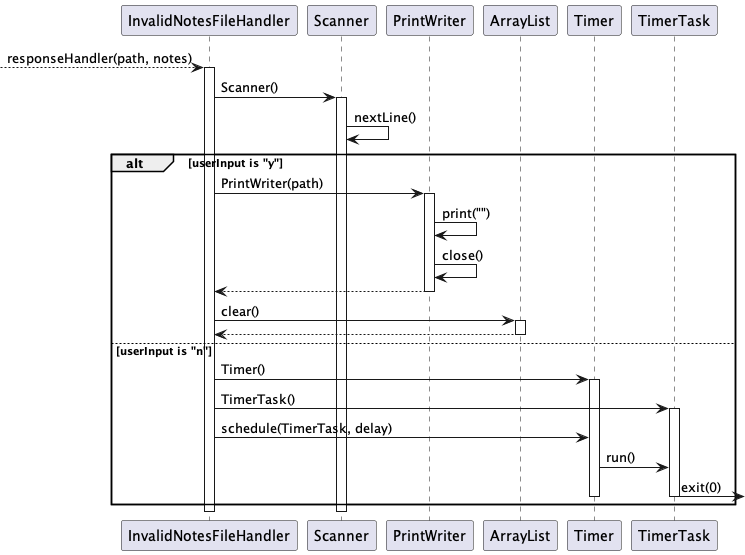 InvalidNotesFileHandler Scanner PrintWriter ArrayList Timer TimerTask
responseHandler(path, notes)
Scanner()
nextLine()
alt [userInput is "y"]
PrintWriter(path)
print("")
close()
clear()
[userInput is "n"]
Timer()
TimerTask()
schedule(TimerTask, delay)
run()
exit(0)
InvalidNotesFileHandler Scanner PrintWriter ArrayList Timer TimerTask